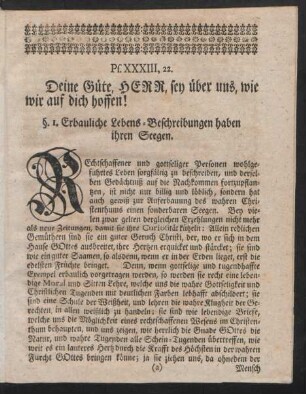 Ps. XXXIII, 22.
Deine Güte, HERR, sey über uns, wie
wir auf dich hoffen!
§. 1. Erbauliche Lebens-Beschreibungen haben
ihren Seegen.
REchtschaffener und gottseliger Personen wohlge-
führtes Leben sorgfältig zu beschreiben, und dersel-
ben Gedächtniß auf die Nachkommen fortzupflan-
tzen, ist nicht nur billig und löblich, sondern hat
auch gewiß zur Auferbauung des wahren Chri-
stenthums einen sonderbaren Seegen. Bey vie-
len zwar gelten dergleichen Erzehlungen nicht mehr
als neue Zeitungen, damit sie ihre Curiosität kützeln: Allein redlichen
Gemüthern sind sie ein guter Geruch Christi, der, wo er sich in dem
Hause GOttes ausbreitet, ihre Hertzen erquicket und stärcket; sie sind
wie ein guter Saamen, so alsdenn, wenn er in der Erden lieget, erst die
edelsten Früchte bringet. Denn, wenn gottselige und tugendhaffte
Exempel erbaulich vorgetragen werden, so werden sie recht eine leben-
dige Moral und Sitten-Lehre, welche uns die wahre Gottseligkeit und
Christlichen Tugenden mit deutlichen Farben lebhafft abschildert; sie
sind eine Schule der Weißheit, und lehren die wahre Klugheit der Ge-
rechten, in allen weißlich zu handeln; sie sind wie lebendige Briefe,
welche uns die Möglichkeit eines rechtschaffenen Wesens im Christen-
thum behaupten, und uns zeigen, wie herrlich die Gnade GOttes die
Natur, und wahre Tugenden alle Schein-Tugenden übertreffen, wie
weit es ein lauteres Hertz durch die Krafft des Höchsten in der wahren
Furcht GOttes bringen könne; ja sie ziehen uns, da ohnedem der
(a) Mensch